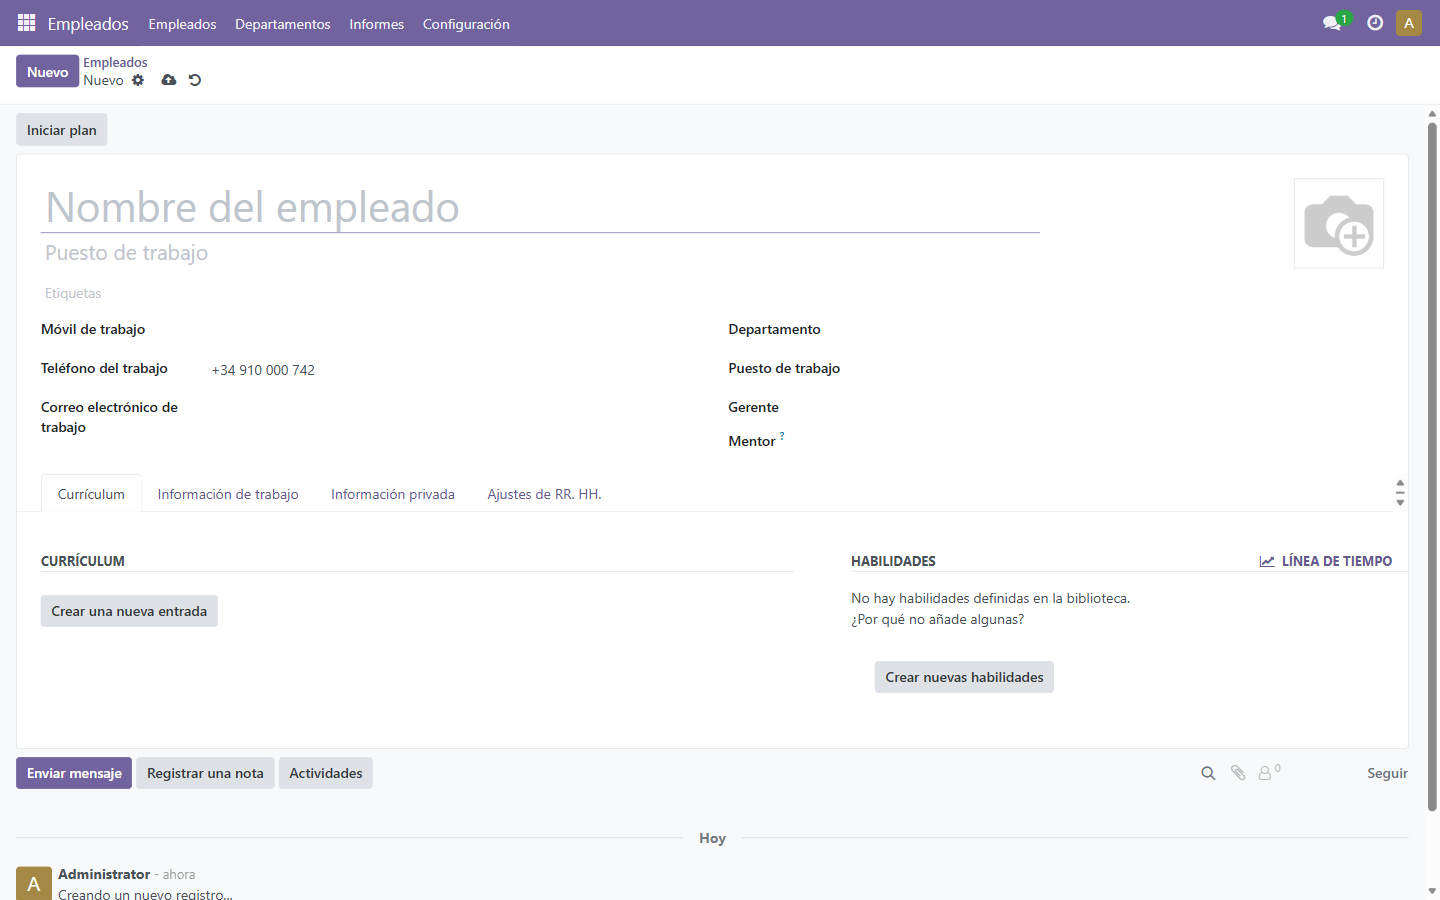 Empleados Empleados Departamentos Informes Configuración 1 A
Nuevo Empleados
Nuevo
Iniciar plan
Nombre del empleado
Puesto de trabajo
Etiquetas
Móvil de trabajo Departamento
Teléfono del trabajo +34 910 000 742 Puesto de trabajo
Correo electrónico de trabajo Gerente
Mentor ?
Currículum Información de trabajo Información privada Ajustes de RR. HH.
CURRÍCULUM HABILIDADES LÍNEA DE TIEMPO
Crear una nueva entrada
No hay habilidades definidas en la biblioteca.
¿Por qué no añade algunas?
Crear nuevas habilidades
Enviar mensaje Registrar una nota Actividades 0 Seguir
Hoy
A Administrator - ahora
Creando un nuevo registro...